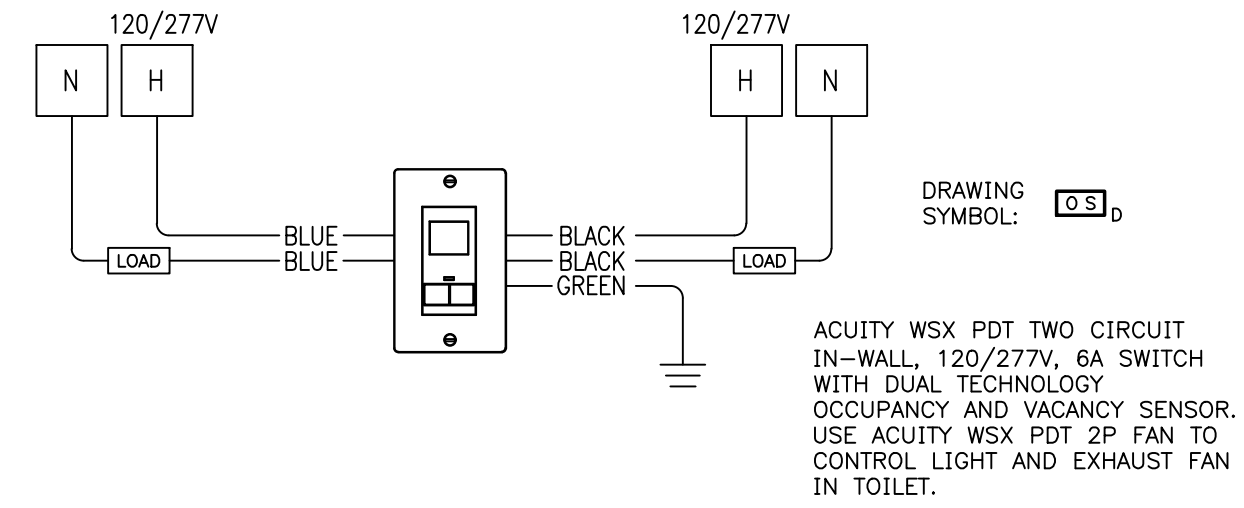 120/277V
120/277V
N
H
H
N
DRAWING
SYMBOL:
OS
D
BLUE
BLACK
LOAD
BLUE
BLACK
LOAD
GREEN
ACUITY WSX PDT TWO CIRCUIT
IN-WALL, 120/277V, 6A SWITCH
WITH DUAL TECHNOLOGY
OCCUPANCY AND VACANCY SENSOR.
USE ACUITY WSX PDT 2P FAN TO
CONTROL LIGHT AND EXHAUST FAN
IN TOILET.